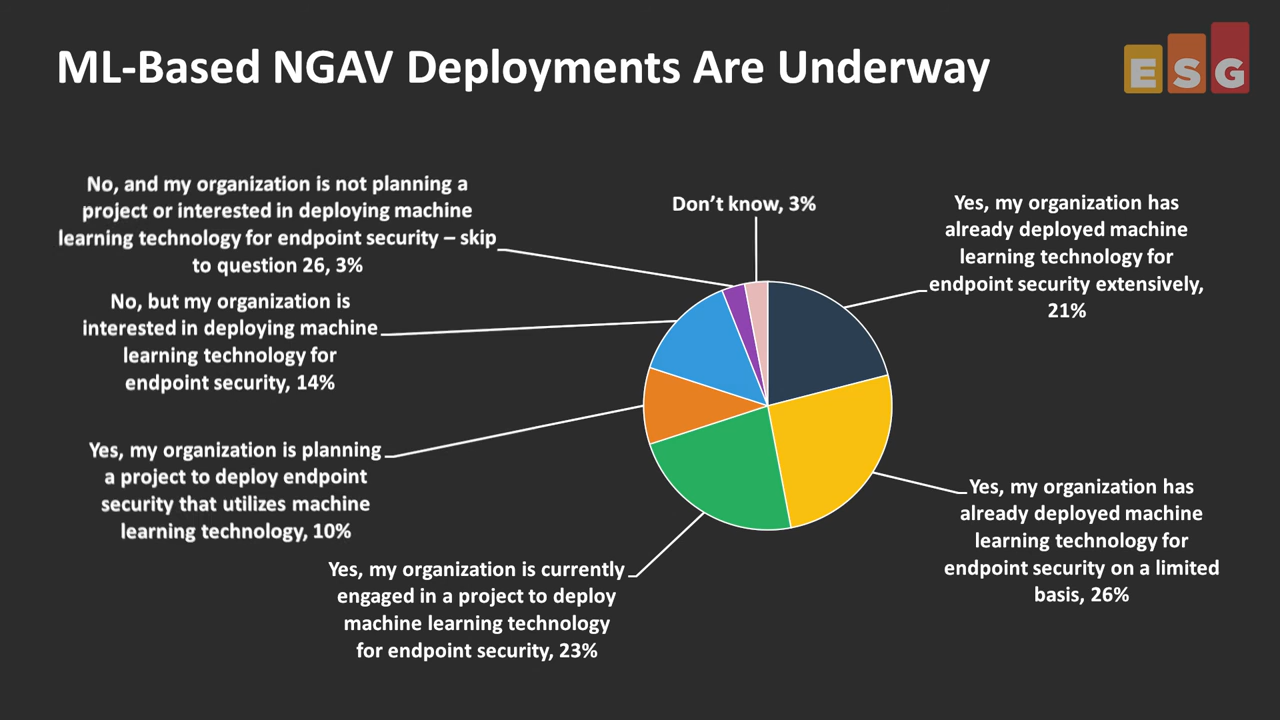 ML-Based NGAV Deployments Are Underway
E S G
No, and my organization is not planning a
project or interested in deploying machine
learning technology for endpoint security – skip
to question 26, 3%
Don’t know, 3%
Yes, my organization has
already deployed machine
learning technology for
endpoint security extensively,
21%
No, but my organization is
interested in deploying machine
learning technology for
endpoint security, 14%
Yes, my organization is planning
a project to deploy endpoint
security that utilizes machine
learning technology, 10%
Yes, my organization has
already deployed machine
learning technology for
endpoint security on a limited
basis, 26%
Yes, my organization is currently
engaged in a project to deploy
machine learning technology
for endpoint security, 23%